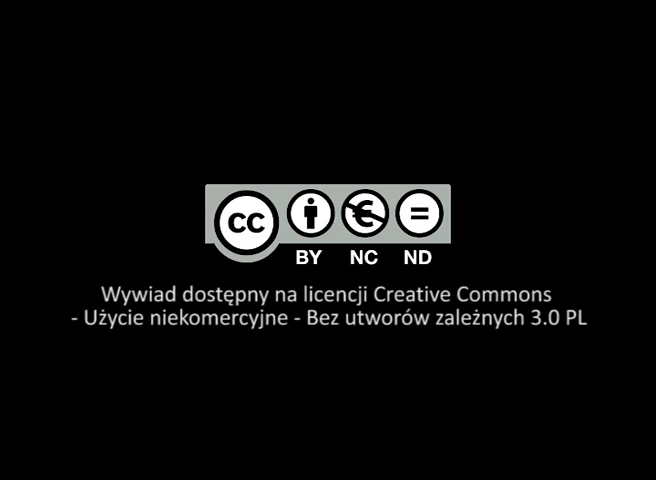 CC
BY NC ND
Wywiad dostępny na licencji Creative Commons
- Użycie niekomercyjne - Bez utworów zależnych 3.0 PL